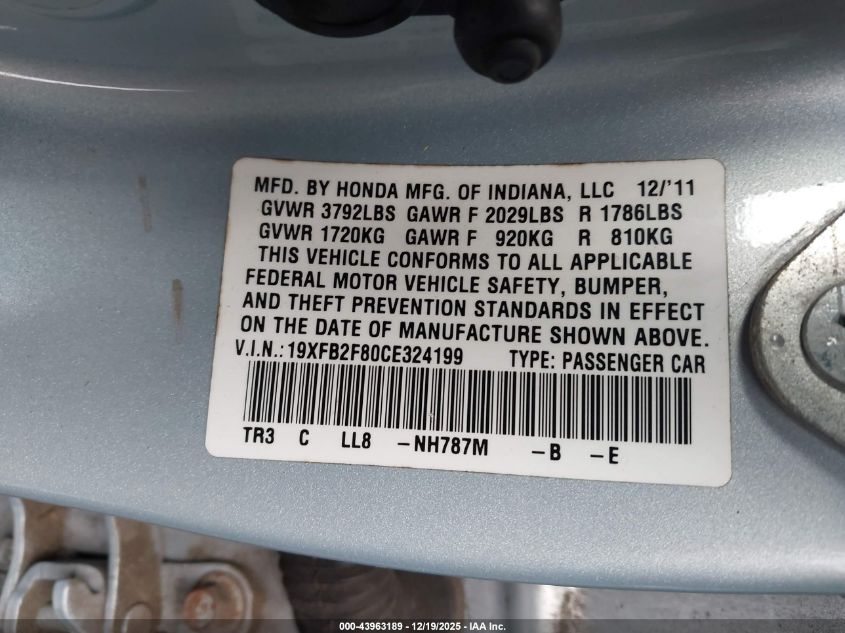 MFD. BY HONDA MFG. OF INDIANA, LLC 12/'11
GVWR 3792LBS GAWR F 2029LBS R 1786LBS
GVWR 1720KG GAWR F 920KG R 810KG
THIS VEHICLE CONFORMS TO ALL APPLICABLE
FEDERAL MOTOR VEHICLE SAFETY, BUMPER,
AND THEFT PREVENTION STANDARDS IN EFFECT
ON THE DATE OF MANUFACTURE SHOWN ABOVE.
V.I.N.:19XFB2F80CE324199 TYPE: PASSENGER CAR
TR3 C LL8 -NH787M -B -E
000-43963189 - 12/19/2025 - IAA Inc.